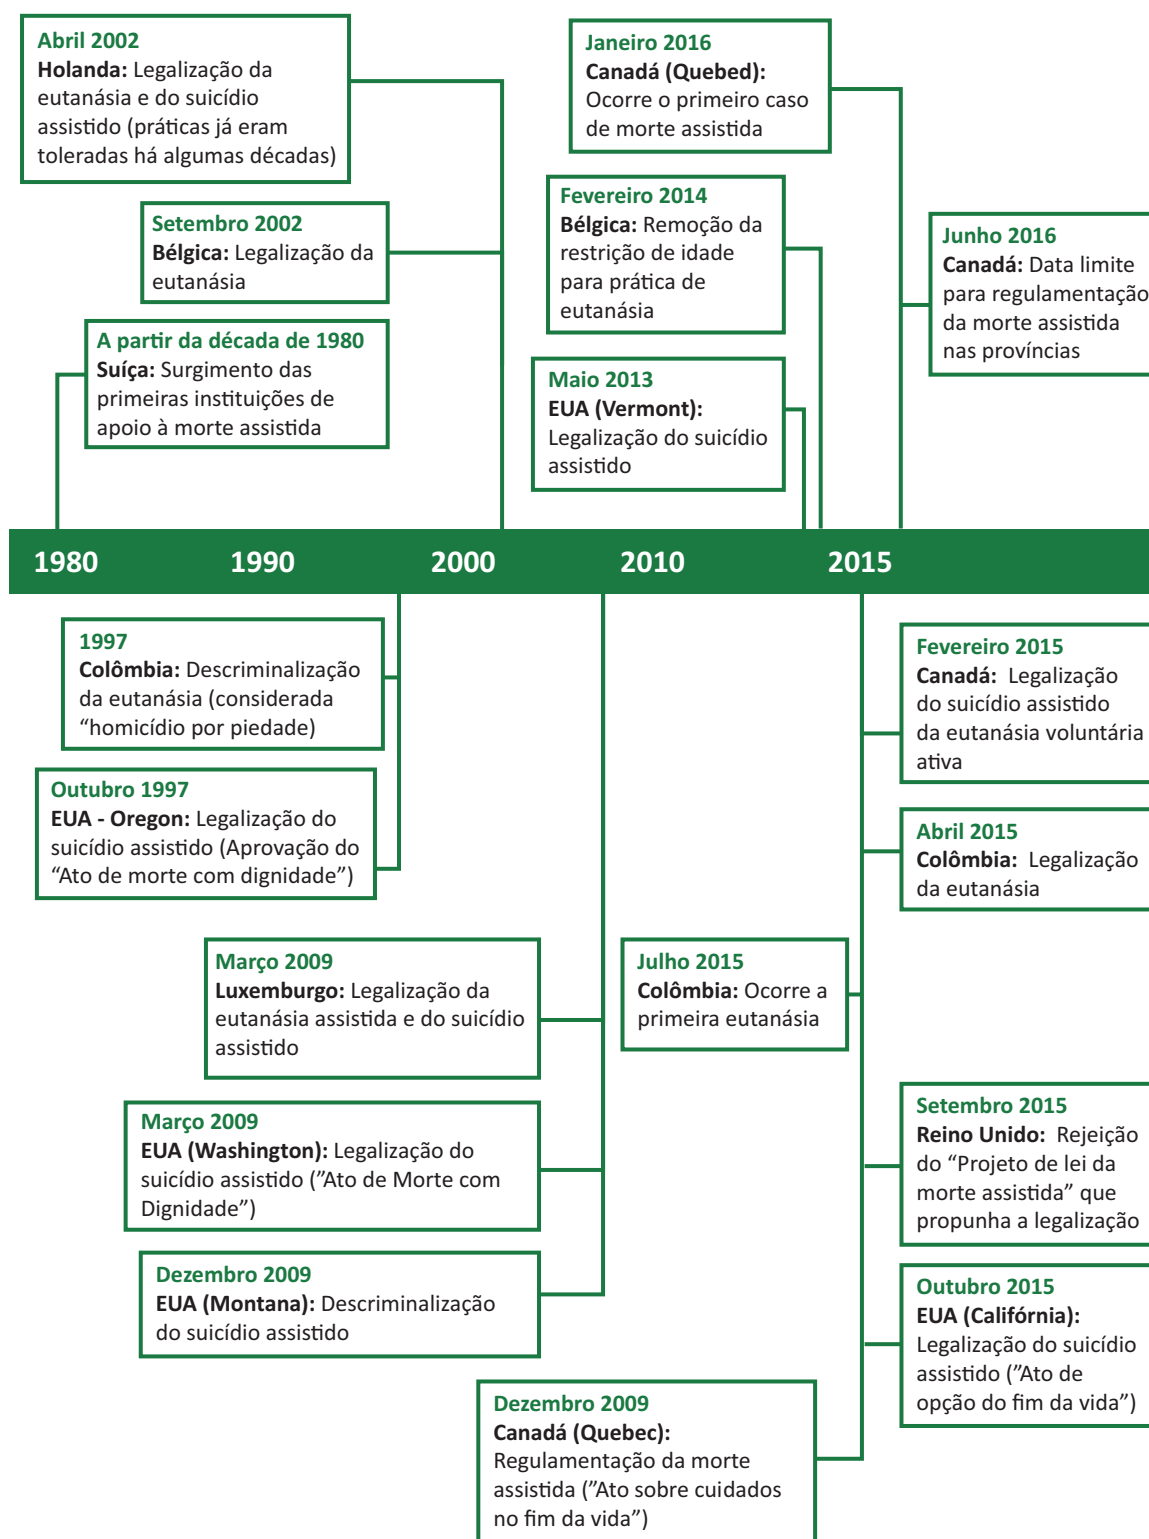 Abril 2002
Holanda: Legalização da
eutanásia e do suicídio
assistido (práticas já eram
toleradas há algumas décadas)
Setembro 2002
Bélgica: Legalização da
eutanásia
A partir da década de 1980
Suíça: Surgimento das
primeiras instituições de
apoio à morte assistida
Janeiro 2016
Canadá (Quebed):
Ocorre o primeiro caso
de morte assistida
Fevereiro 2014
Bélgica: Remoção da
restrição de idade
para prática de
eutanásia
Maio 2013
EUA (Vermont):
Legalização do suicídio
assistido
Junho 2016
Canadá: Data limite
para regulamentação
da morte assistida
nas províncias
1980 1990 2000 2010 2015
1997
Colômbia: Descriminalização
da eutanásia (considerada
“homicídio por piedade)
Outubro 1997
EUA - Oregon: Legalização do
suicídio assistido (Aprovação do
“Ato de morte com dignidade”)
Março 2009
Luxemburgo: Legalização da
eutanásia assistida e do suicídio
assistido
Março 2009
EUA (Washington): Legalização do
suicídio assistido (”Ato de Morte com
Dignidade”)
Dezembro 2009
EUA (Montana): Descriminalização
do suicídio assistido
Dezembro 2009
Canadá (Quebec):
Regulamentação da morte
assistida (”Ato sobre cuidados
no fim da vida”)
Julho 2015
Colômbia: Ocorre a
primeira eutanásia
Fevereiro 2015
Canadá: Legalização
do suicídio assistido
da eutanásia voluntária
ativa
Abril 2015
Colômbia: Legalização
da eutanásia
Setembro 2015
Reino Unido: Rejeição
do “Projeto de lei da
morte assistida” que
propunha a legalização
Outubro 2015
EUA (Califórnia):
Legalização do suicídio
assistido (”Ato de
opção do fim da vida”)